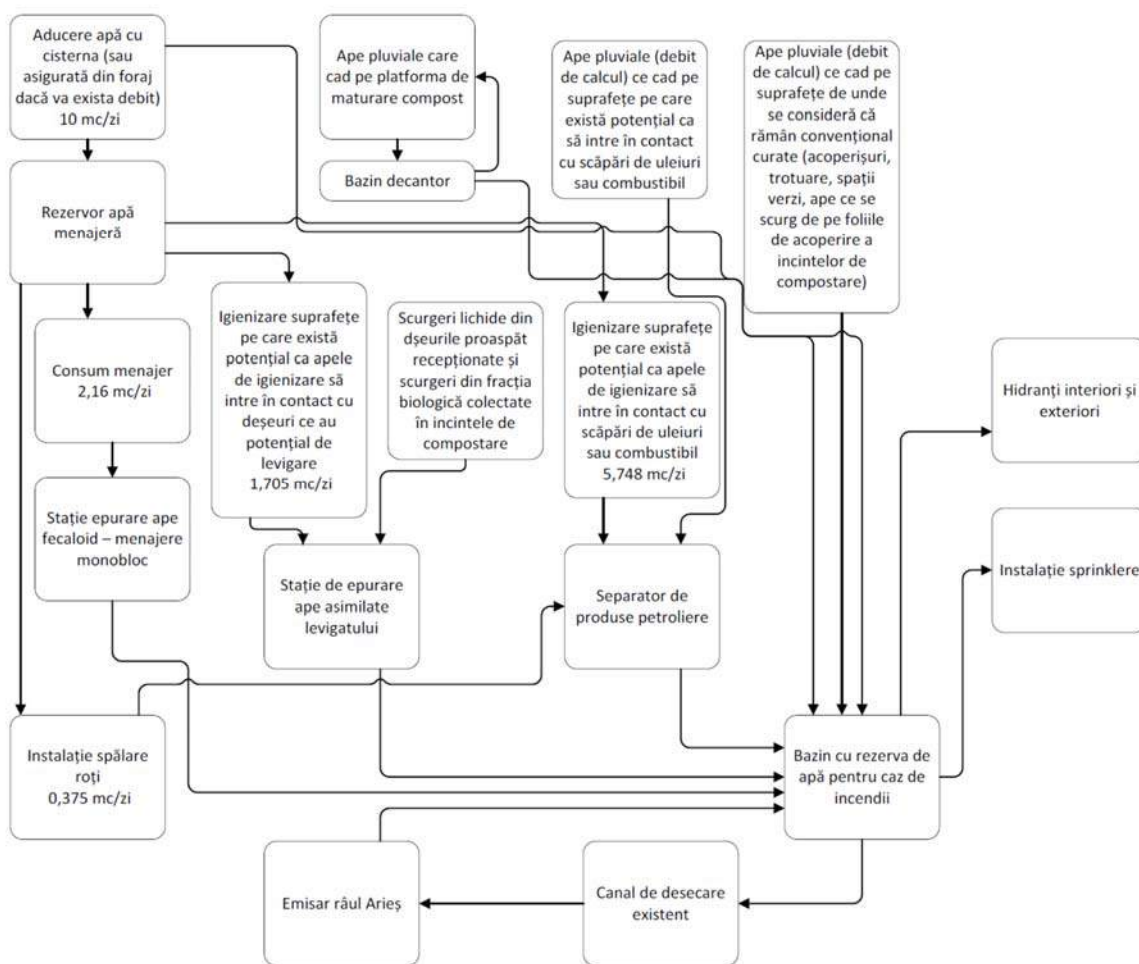 Aducere apă cu
cisterna (sau
asigurată din foraj
dacă va exista debit)
10 mc/zi
Ape pluviale care
cad pe platforma de
maturare compost
Ape pluviale (debit
de calcul) ce cad pe
suprafețe pe care
există potențial ca
să intre în contact
cu scăpări de uleiuri
sau combustibil
Ape pluviale (debit
de calcul) ce cad pe
suprafețe de unde
se consideră că
rămân convențional
curate (acoperișuri,
trotuare, spații
verzi, ape ce se
scurg de pe foliile
de acoperire a
incintelor de
compostare)
Bazin decantor
Rezervor apă
menajeră
Igienizare suprafețe
pe care există
potențial ca apele
de igienizare să
intre în contact cu
deșeuri ce au
potențial de
levigare
1,705 mc/zi
Scurgeri lichide din
dșeurile proaspăt
recepționate și
scurgeri din fracția
biologică colectate
în incintele de
compostare
Igienizare suprafețe
pe care există
potențial ca apele
de igienizare să
intre în contact cu
scăpări de uleiuri
sau combustibil
5,748 mc/zi
Consum menajer
2,16 mc/zi
Hidranți interiori și
exteriori
Stație epurare ape
fecaloid – menajere
monobloc
Stație de epurare
ape asimilate
levigatului
Separator de
produse petroliere
Instalație sprinklere
Instalație spălare
roți
0,375 mc/zi
Bazin cu rezerva de
apă pentru caz de
incendii
Emisar râul Arieș
Canal de desecare
existent